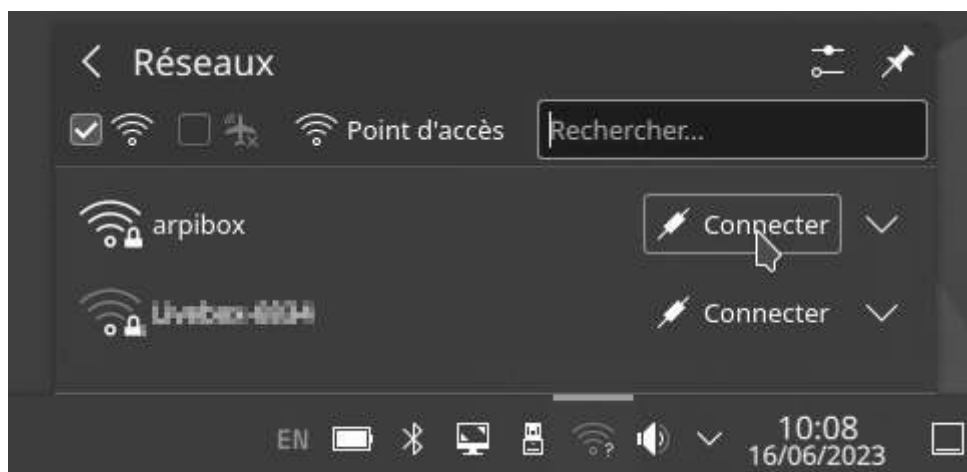 Réseaux
Point d'accès Rechercher...
arpibox Connecter
Connecter
EN 10:08
16/06/2023